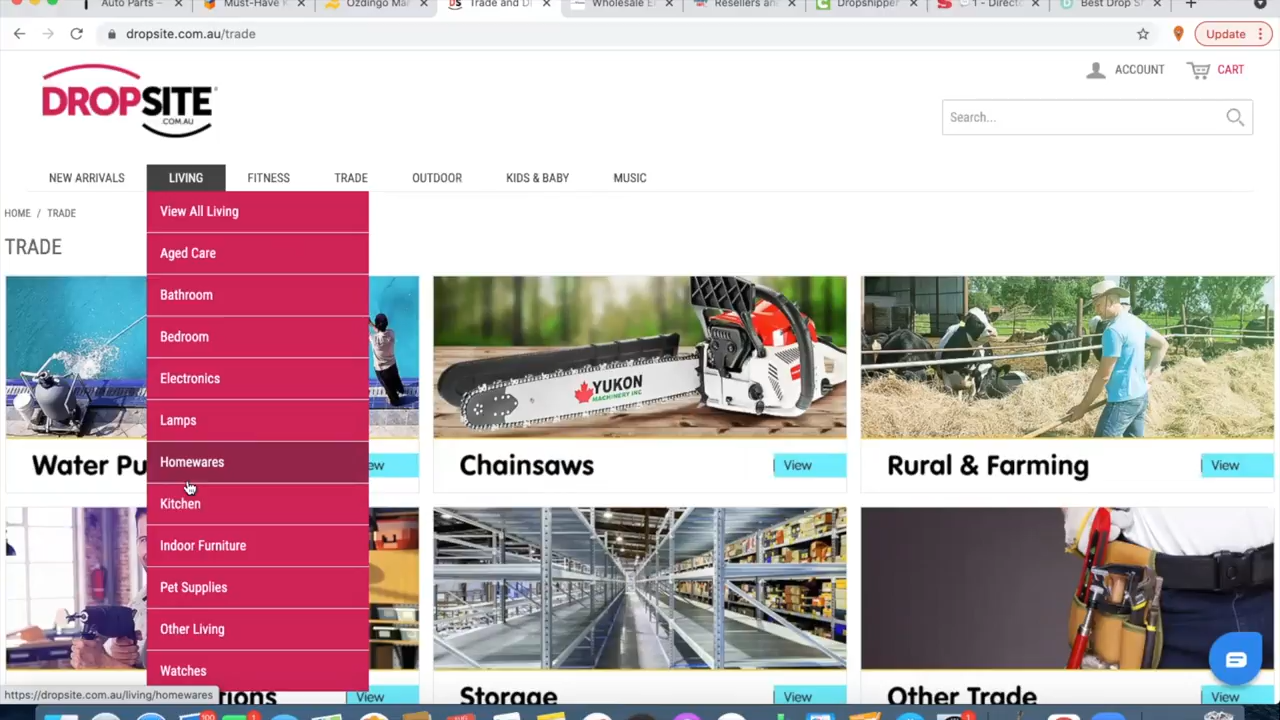 Auto Parts –
Must-Have
Ozdingo Mar
Trade and D
Wholesale E
Resellers an
Dropshipper
1 - Direct
Best Drop S
dropsite.com.au/trade
Update
DROPSITE
.COM.AU
ACCOUNT
CART
Search...
NEW ARRIVALS
LIVING
FITNESS
TRADE
OUTDOOR
KIDS & BABY
MUSIC
HOME / TRADE
TRADE
View All Living
Aged Care
Bathroom
Bedroom
Electronics
Lamps
Homewares
Kitchen
Indoor Furniture
Pet Supplies
Other Living
Watches
YUKON
MACHINERY INC
Water Pu
ew
Chainsaws
View
Rural & Farming
View
https://dropsite.com.au/living/homewares
tions
View
Storage
View
Other Trade
View